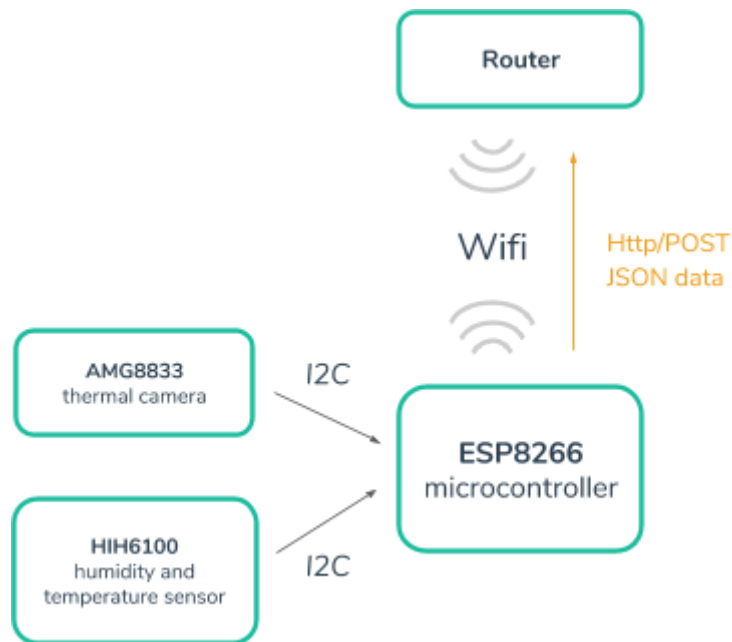 Router
Wifi
Http/POST
JSON data
AMG8833
thermal camera
I2C
ESP8266
microcontroller
HIH6100
humidity and
temperature sensor
I2C